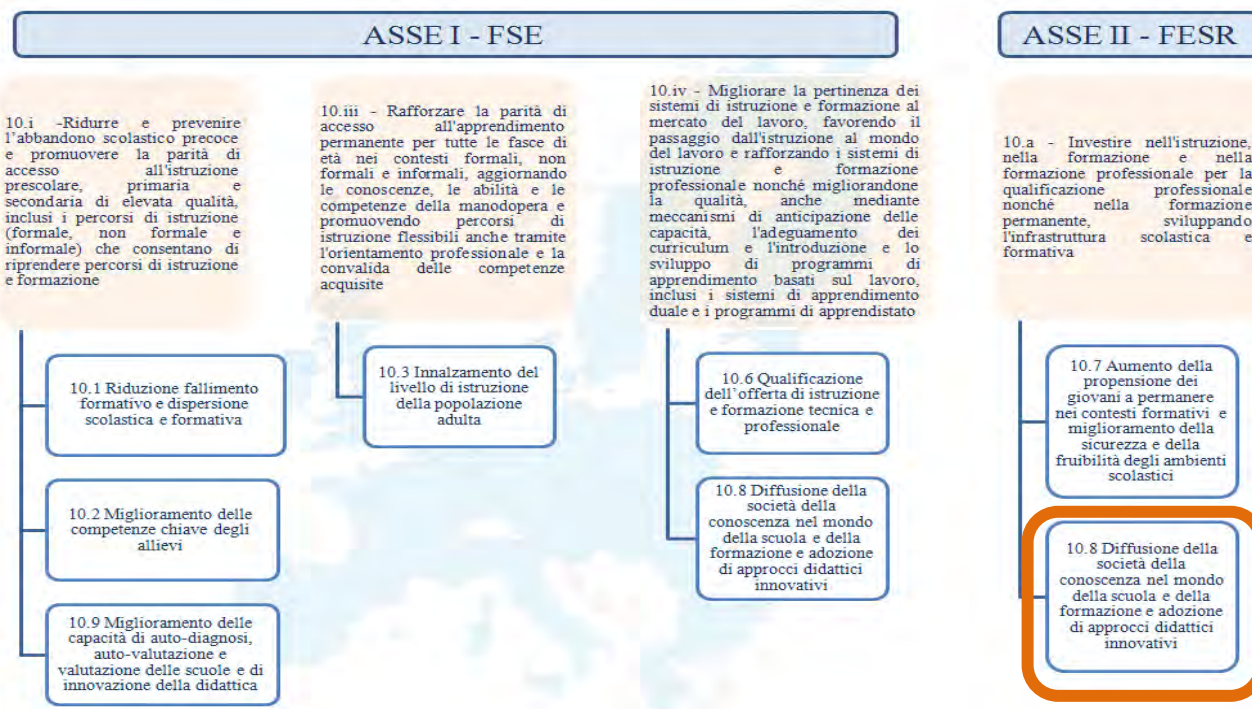 ASSE I - FSE
10.i -Ridurre e prevenire
l'abbandono scolastico precoce
e promuovere la parità di
accesso all'istruzione
prescolare, primaria e
secondaria di elevata qualità,
inclusi i percorsi di istruzione
(formale, non formale e
informale) che consentano di
riprendere percorsi di istruzione
e formazione
10.1 Riduzione fallimento
formativo e dispersione
scolastica e formativa
10.2 Miglioramento delle
competenze chiave degli
allievi
10.9 Miglioramento delle
capacità di auto-diagnosi,
auto-valutazione e
valutazione delle scuole e di
innovazione della didattica
10.iii - Rafforzare la parità di
accesso all'apprendimento
permanente per tutte le fasce di
età nei contesti formali, non
formali e informali, aggiornando
le conoscenze, le abilità e le
competenze della manodopera e
promuovendo percorsi di
istruzione flessibili anche tramite
l'orientamento professionale e la
convalida delle competenze
acquisite
10.3 Innalzamento del
livello di istruzione
della popolazione
adulta
10.iv - Migliorare la pertinenza dei
sistemi di istruzione e formazione al
mercato del lavoro, favorendo il
passaggio dall'istruzione al mondo
del lavoro e rafforzando i sistemi di
istruzione e formazione
professionale nonché migliorandone
la qualità, anche mediante
meccanismi di anticipazione delle
capacità, l'adeguamento dei
curriculum e l'introduzione e lo
sviluppo di programmi di
apprendimento basati sul lavoro,
inclusi i sistemi di apprendimento
duale e i programmi di apprendistato
10.6 Qualificazione
dell'offerta di istruzione
e formazione tecnica e
professionale
10.8 Diffusione della
società della
conoscenza nel mondo
della scuola e della
formazione e adozione
di approcci didattici
innovativi
ASSE II - FESR
10.a - Investire nell'istruzione,
nella formazione e nella
formazione professionale per la
qualificazione professionale
nonché nella formazione
permanente, sviluppando
l'infrastruttura scolastica e
formativa
10.7 Aumento della
propensione dei
giovani a permanere
nei contesti formativi e
miglioramento della
sicurezza e della
fruibilità degli ambienti
scolastici
10.8 Diffusione della
società della
conoscenza nel mondo
della scuola e della
formazione e adozione
di approcci didattici
innovativi